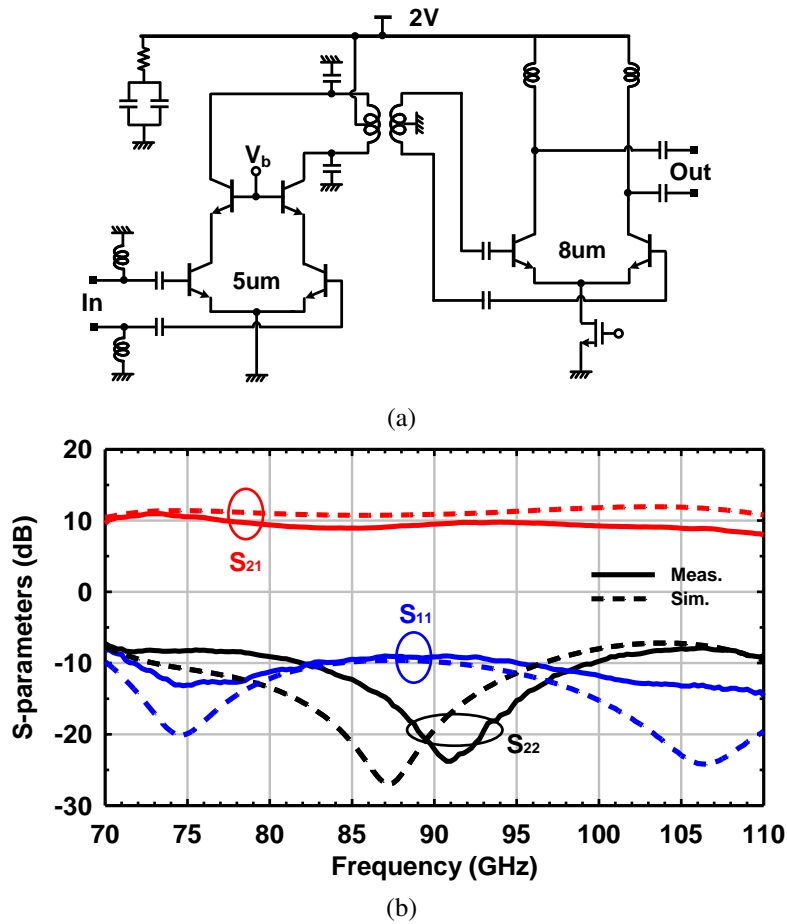 2V
V_b
In
5um
8um
Out
(a)
S-parameters (dB)
20
10
0
-10
-20
-30
S21
S11
S22
Meas.
Sim.
70 75 80 85 90 95 100 105 110
Frequency (GHz)
(b)